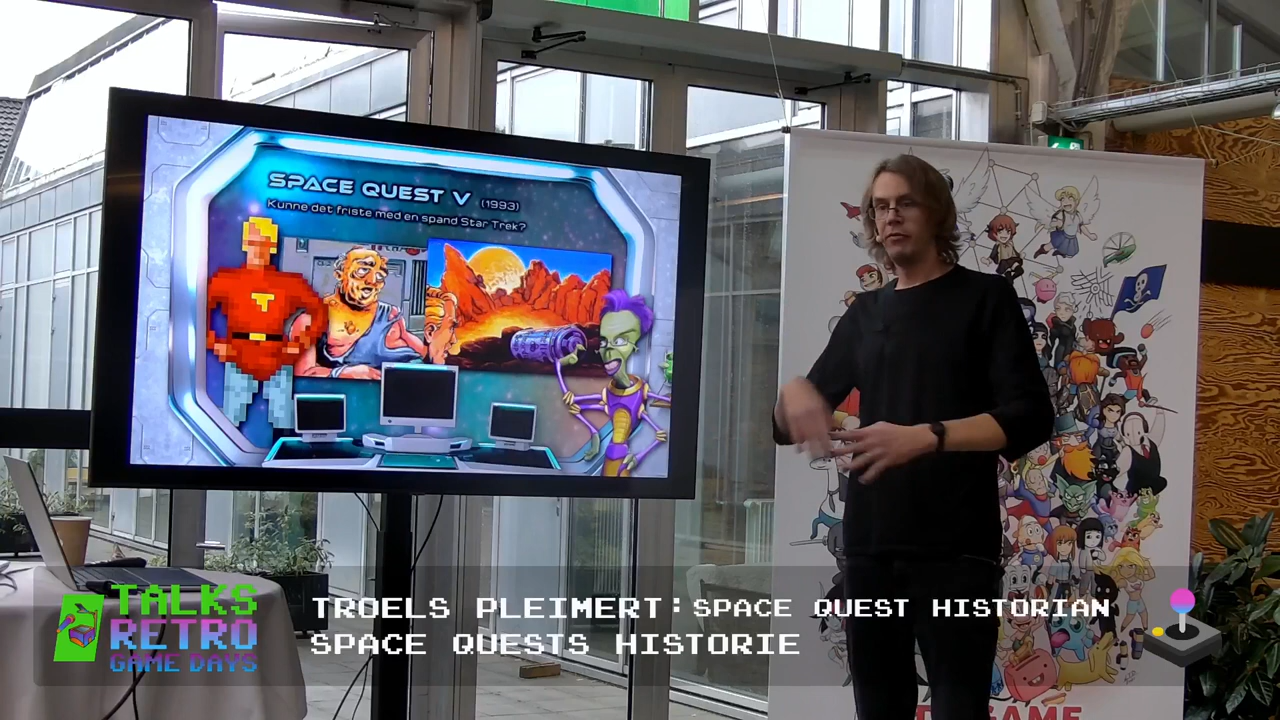 SPACE QUEST V (1993)
Kunne det friste med en spand Star Trek?
T
TALKS
RETRO
GAME DAYS
TROELS PLEIMERT: SPACE QUEST HISTORIAN
SPACE QUESTS HISTORIE
GAME